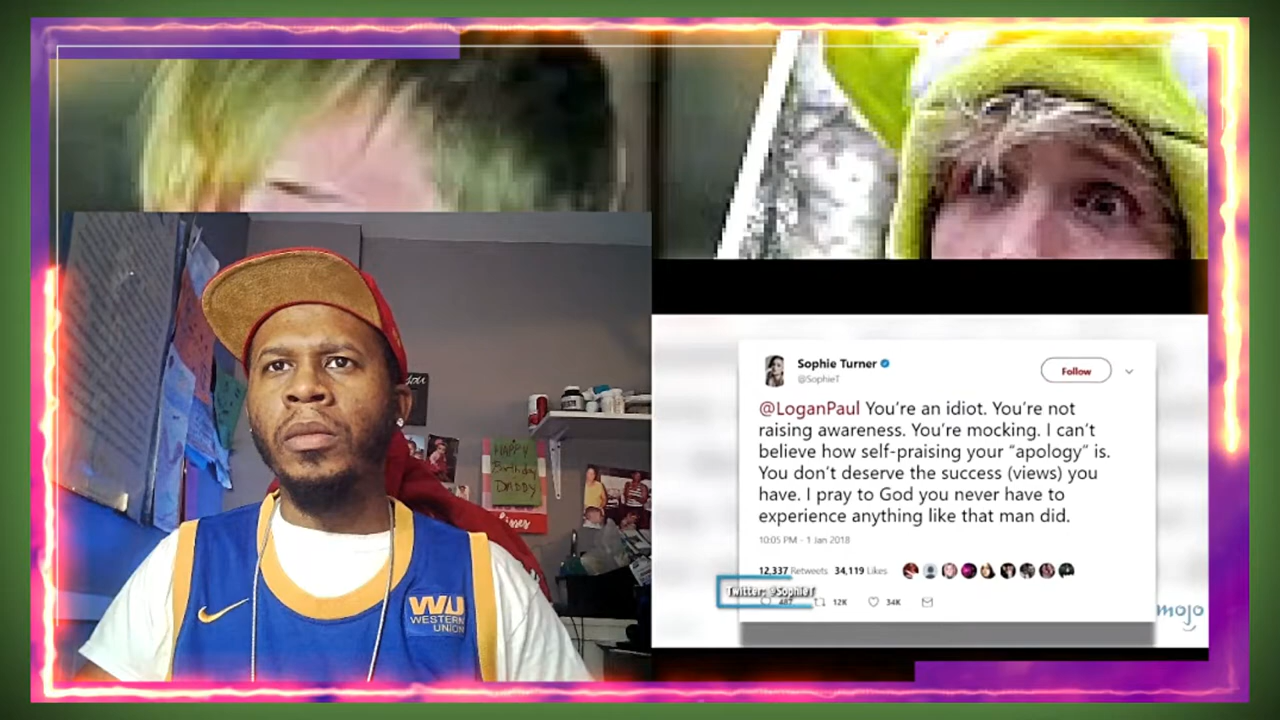 Sophie Turner
@SophieT
Follow
@LoganPaul You're an idiot. You're not
raising awareness. You're mocking. I can't
believe how self-praising your “apology” is.
You don't deserve the success (views) you
have. I pray to God you never have to
experience anything like that man did.
10:05 PM - 1 Jan 2018
12,337 Retweets 34,119 Likes
Twitter: @SophieT
487 12K 34K
mojo
you
HAPPY
Birthday
DADDY
Kisses
WU
WESTERN
UNION